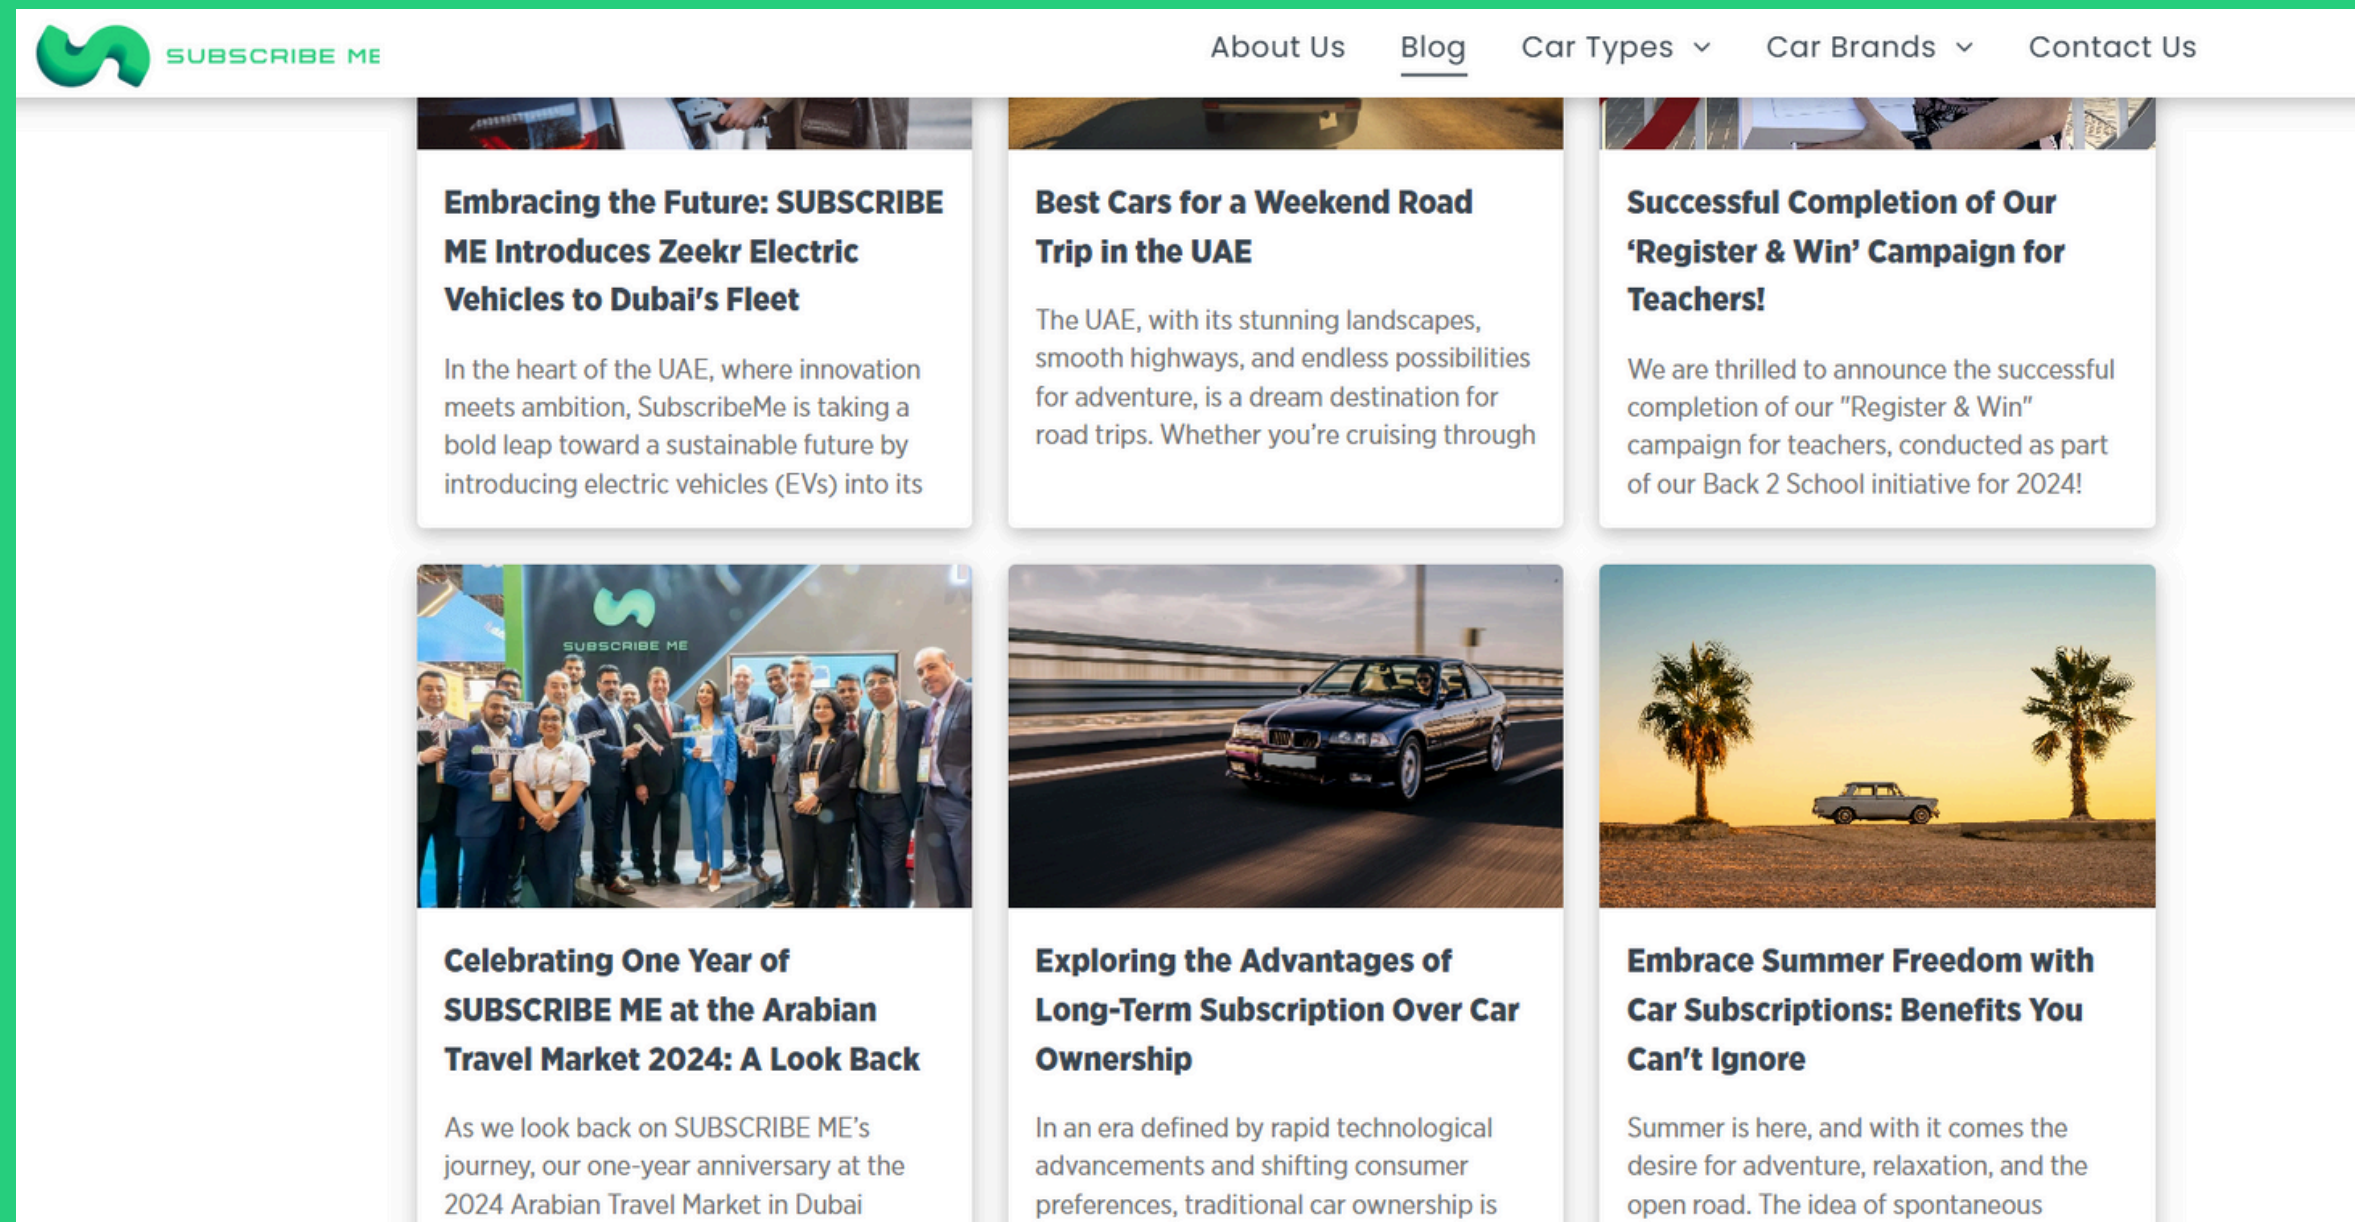 SUBSCRIBE ME
About Us
Blog
Car Types
Car Brands
Contact Us
Embracing the Future: SUBSCRIBE
ME Introduces Zeekr Electric
Vehicles to Dubai's Fleet
In the heart of the UAE, where innovation
meets ambition, SubscribeMe is taking a
bold leap toward a sustainable future by
introducing electric vehicles (EVs) into its
Best Cars for a Weekend Road
Trip in the UAE
The UAE, with its stunning landscapes,
smooth highways, and endless possibilities
for adventure, is a dream destination for
road trips. Whether you’re cruising through
Successful Completion of Our
‘Register & Win’ Campaign for
Teachers!
We are thrilled to announce the successful
completion of our "Register & Win"
campaign for teachers, conducted as part
of our Back 2 School initiative for 2024!
SUBSCRIBE ME
Celebrating One Year of
SUBSCRIBE ME at the Arabian
Travel Market 2024: A Look Back
As we look back on SUBSCRIBE ME’s
journey, our one-year anniversary at the
2024 Arabian Travel Market in Dubai
Exploring the Advantages of
Long-Term Subscription Over Car
Ownership
In an era defined by rapid technological
advancements and shifting consumer
preferences, traditional car ownership is
Embrace Summer Freedom with
Car Subscriptions: Benefits You
Can't Ignore
Summer is here, and with it comes the
desire for adventure, relaxation, and the
open road. The idea of spontaneous